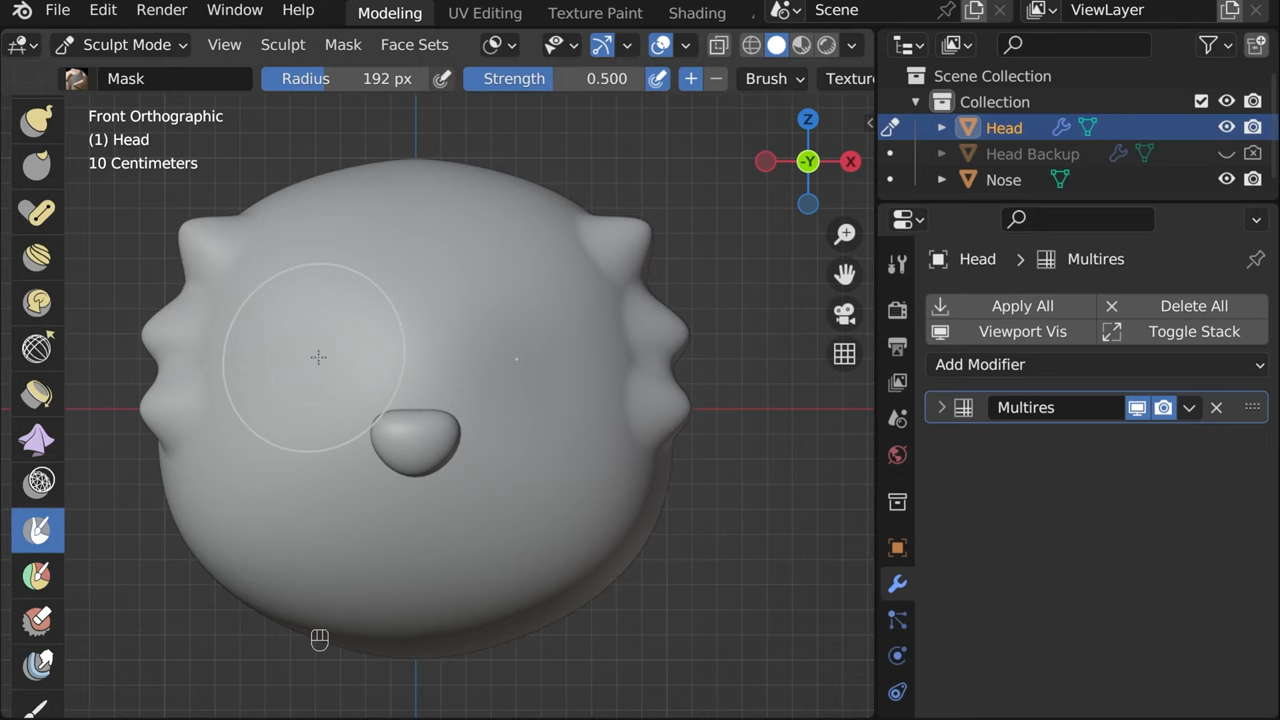 File Edit Render Window Help Modeling UV Editing Texture Paint Shading Scene ViewLayer
Sculpt Mode View Sculpt Mask Face Sets
Mask Radius 192 px Strength 0.500 Brush Texture
Front Orthographic
(1) Head
10 Centimeters
Z
-Y
X
Scene Collection
Collection
Head
Head Backup
Nose
Head Multires
Apply All Delete All
Viewport Vis Toggle Stack
Add Modifier
Multires